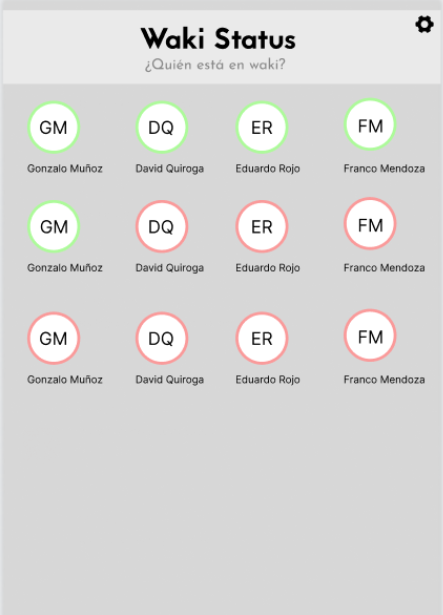 Waki Status
¿Quién está en waki?
GM DQ ER FM
Gonzalo Muñoz David Quiroga Eduardo Rojo Franco Mendoza
GM DQ ER FM
Gonzalo Muñoz David Quiroga Eduardo Rojo Franco Mendoza
GM DQ ER FM
Gonzalo Muñoz David Quiroga Eduardo Rojo Franco Mendoza